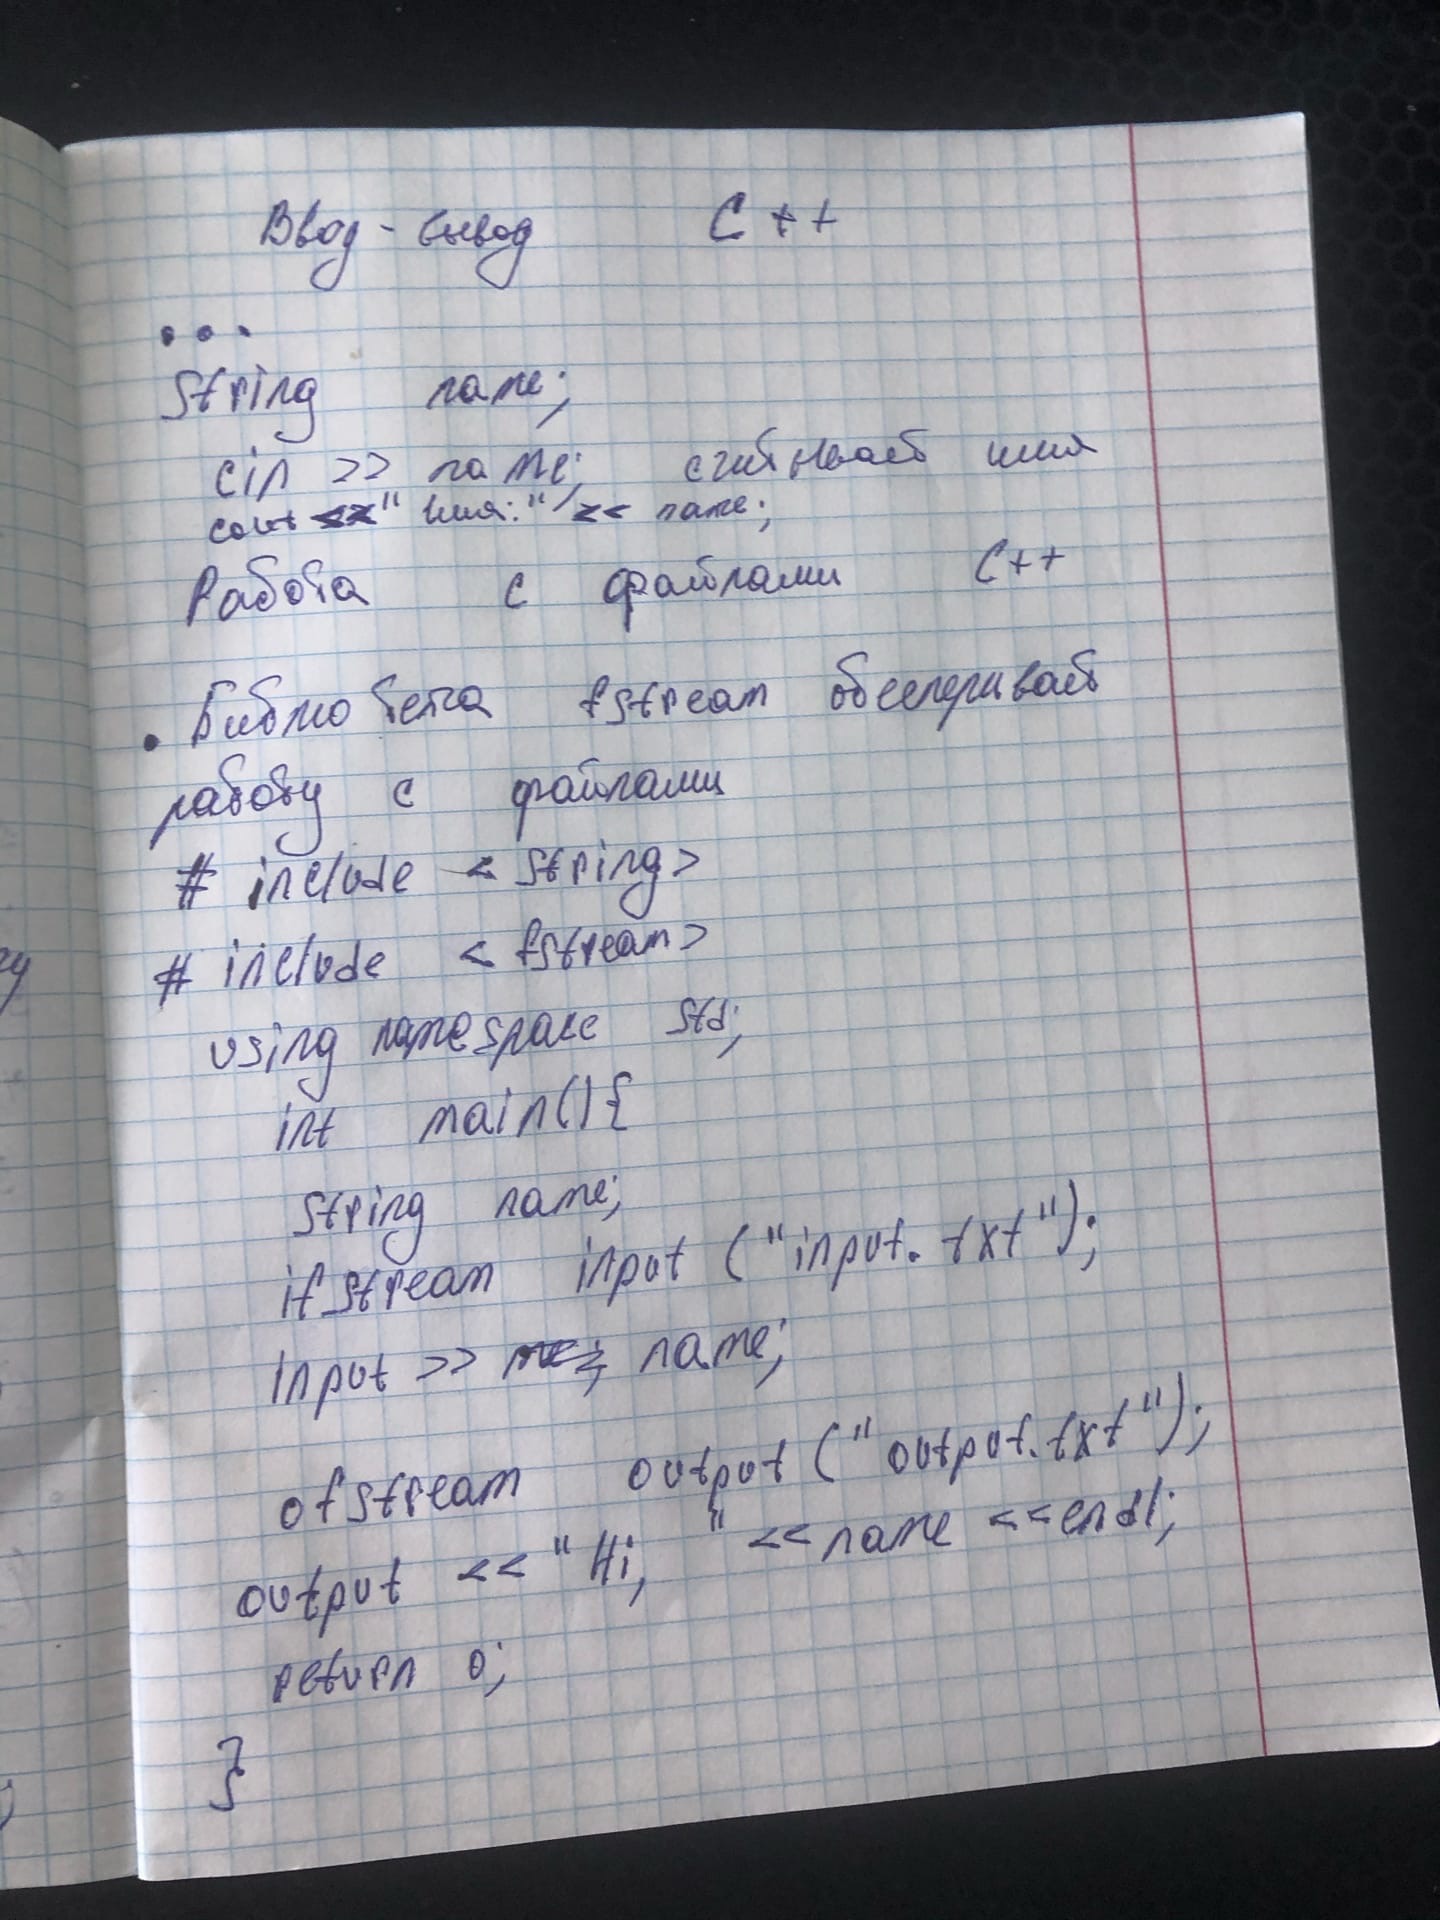 Ввод - вывод C++
...
String name;
cin >> name; считывает имя
cout << "имя:" << name;
Работа с файлами C++
• Библиотека fstream обеспечивает
работу с файлами
# include < string >
# include < fstream >
using namespace std;
int main(){
string name;
ifstream input ("input.txt");
input >> name;
ofstream output ("output.txt");
output << "Hi, " << name << endl;
return 0;
}